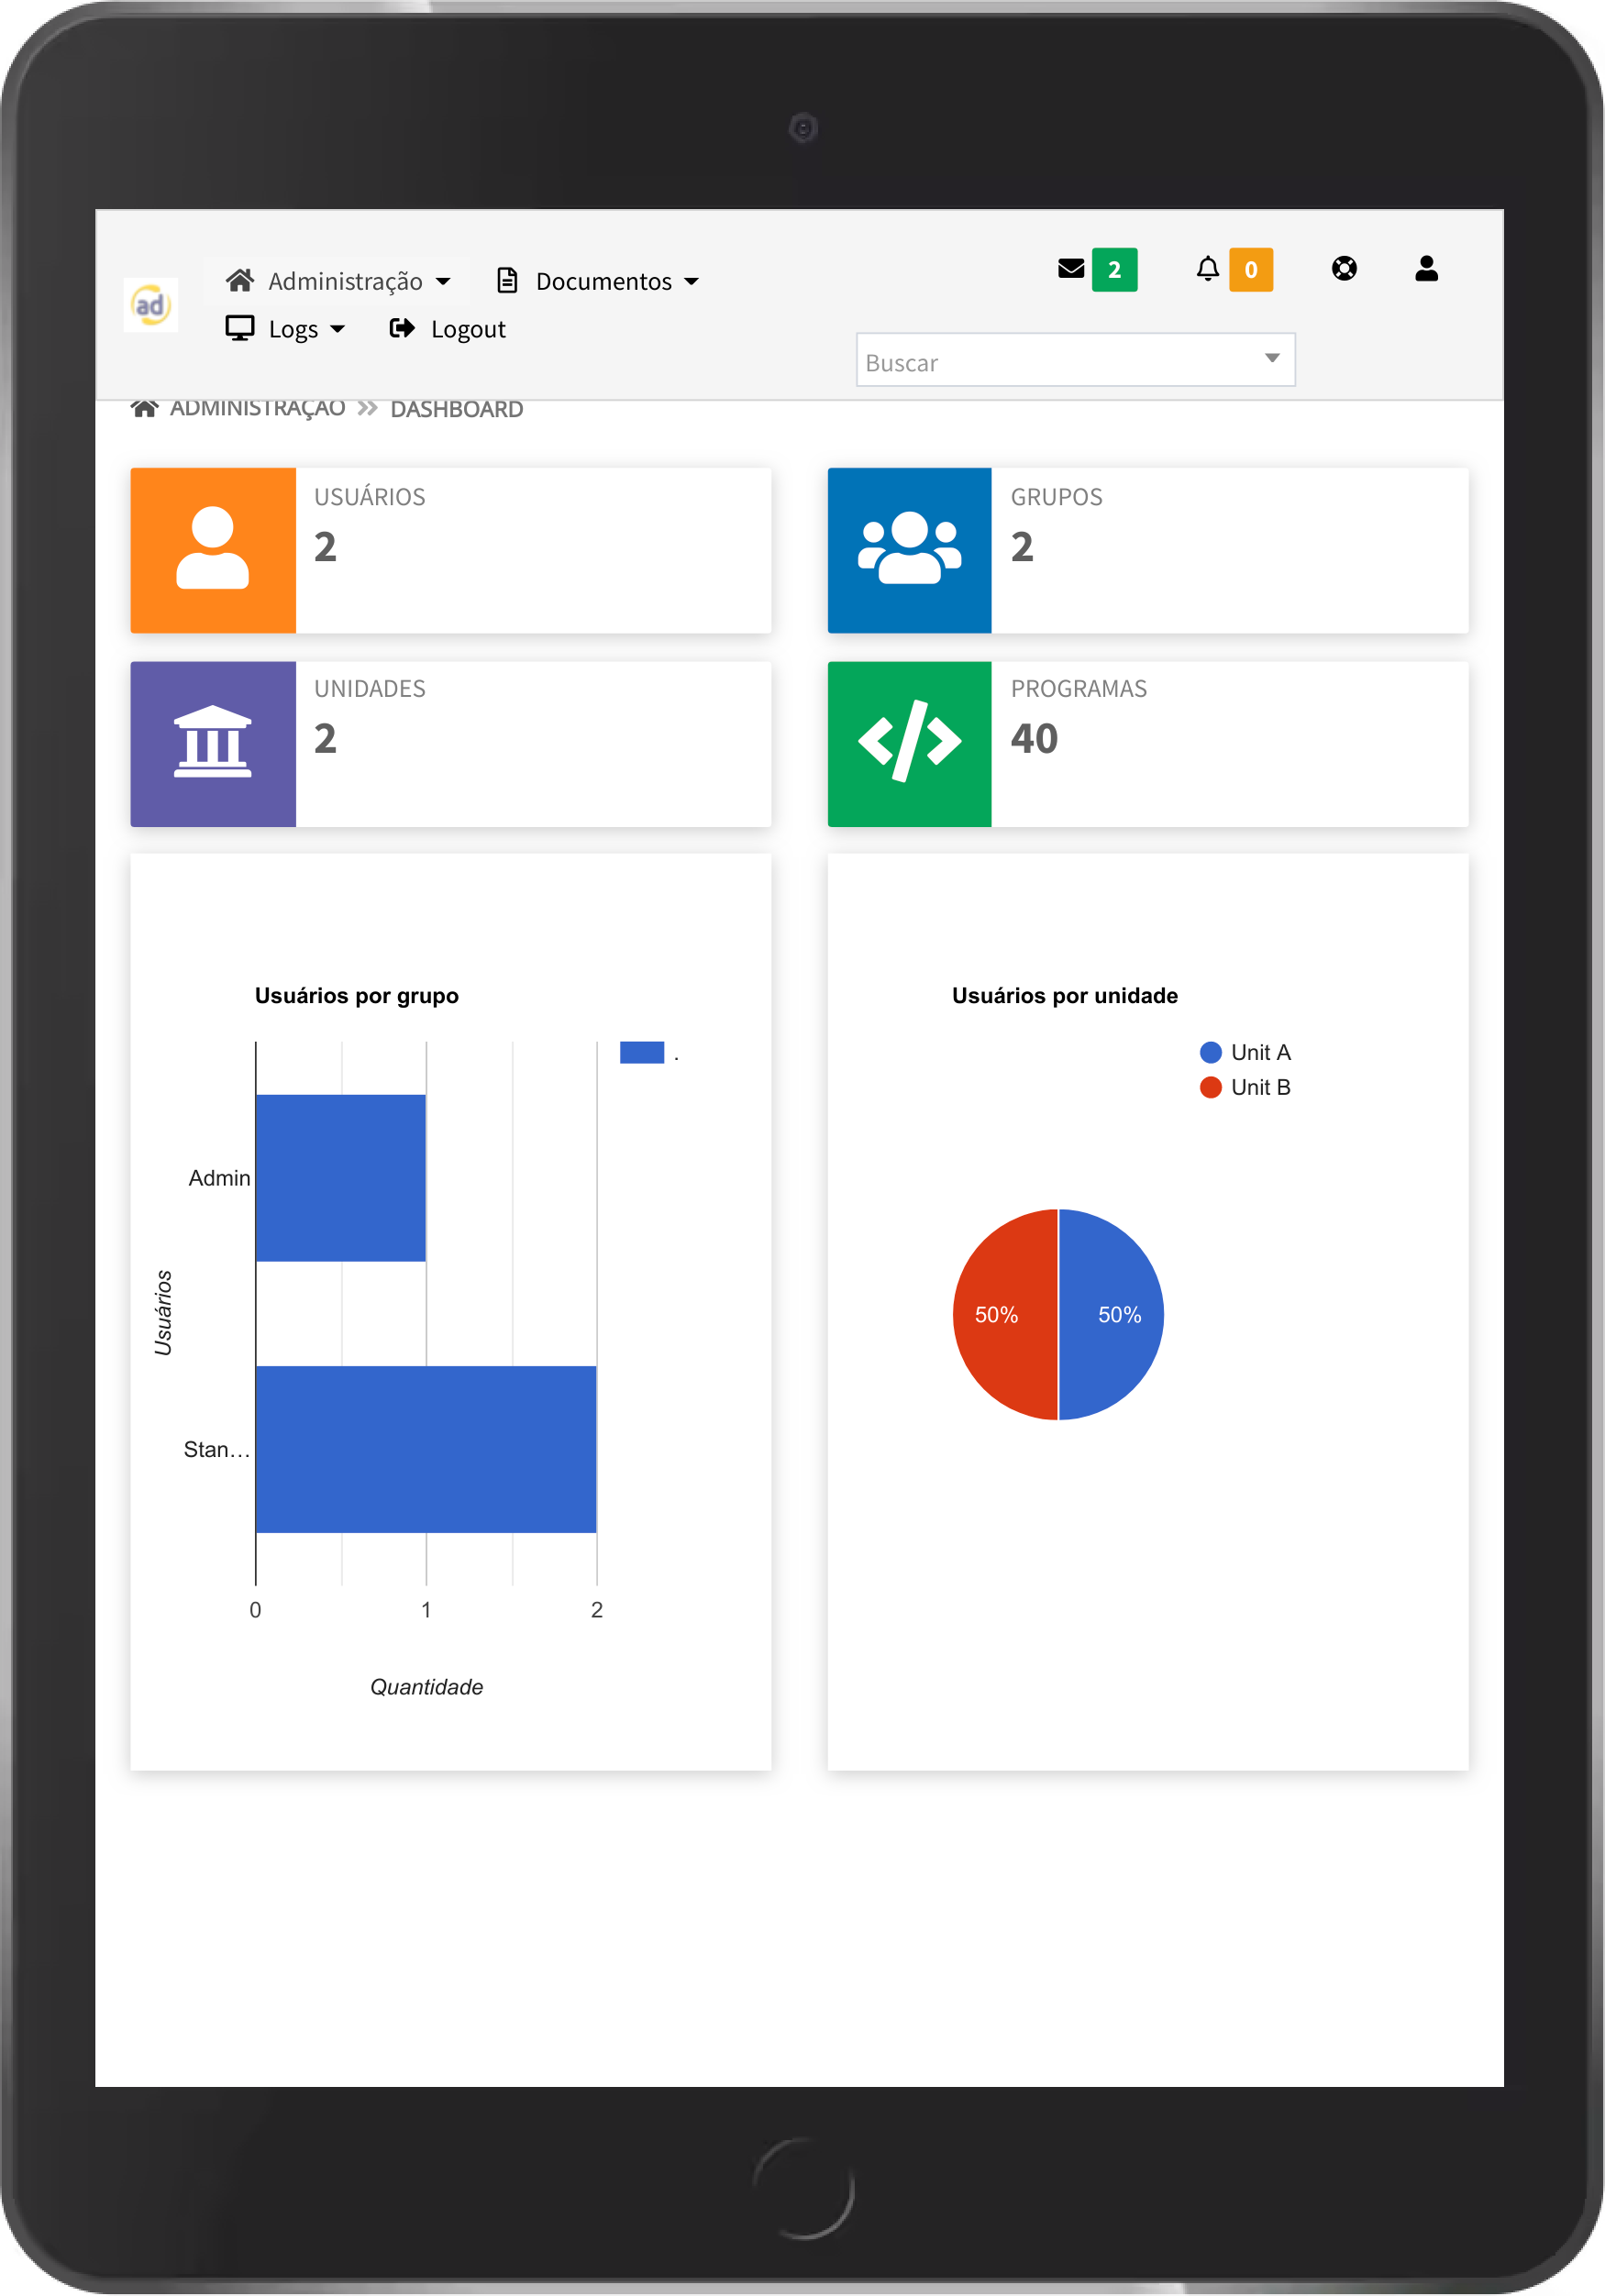 ad
Administração
Documentos
Logs
Logout
2
0
Buscar
ADMINISTRAÇÃO » DASHBOARD
USUÁRIOS
2
GRUPOS
2
UNIDADES
2
PROGRAMAS
40
Usuários por grupo
.
Admin
Stan...
Usuários
0 1 2
Quantidade
Usuários por unidade
Unit A
Unit B
50% 50%